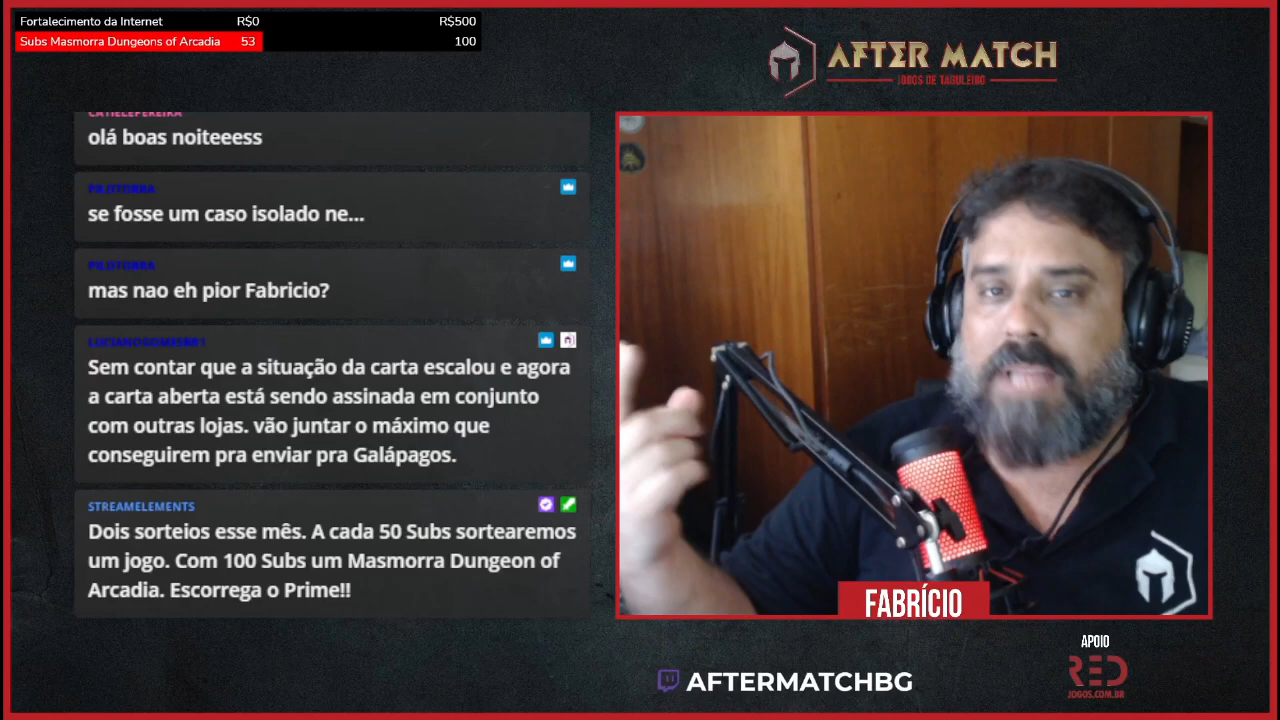 Fortalecimento da Internet R$0 R$500
Subs Masmorra Dungeons of Arcadia 53 100
AFTER MATCH
JOGOS DE TABULEIRO
CATIELEPEREIRA
olá boas noiteeess
PILOTORRA
se fosse um caso isolado ne...
PILOTORRA
mas nao eh pior Fabricio?
Sem contar que a situação da carta escalou e agora
a carta aberta está sendo assinada em conjunto
com outras lojas. vão juntar o máximo que
conseguirem pra enviar pra Galápagos.
STREAMELEMENTS
Dois sorteios esse mês. A cada 50 Subs sortearemos
um jogo. Com 100 Subs um Masmorra Dungeon of
Arcadia. Escorrega o Prime!!
FABRÍCIO
APOIO
RED
JOGOS.COM.BR
AFTERMATCHBG